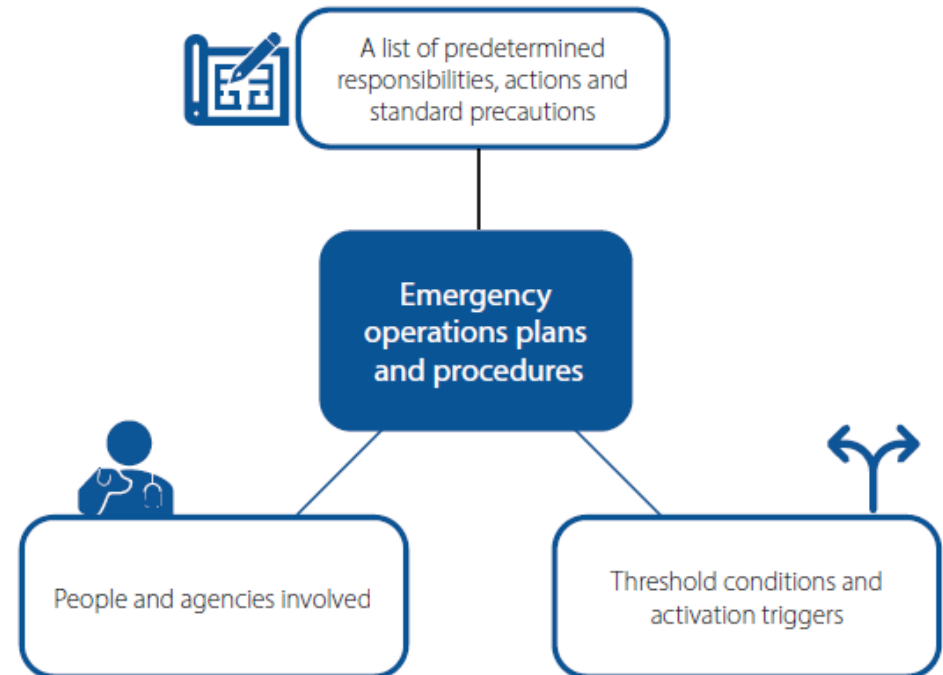 A list of predetermined
responsibilities, actions and
standard precautions
Emergency
operations plans
and procedures
People and agencies involved
Threshold conditions and
activation triggers